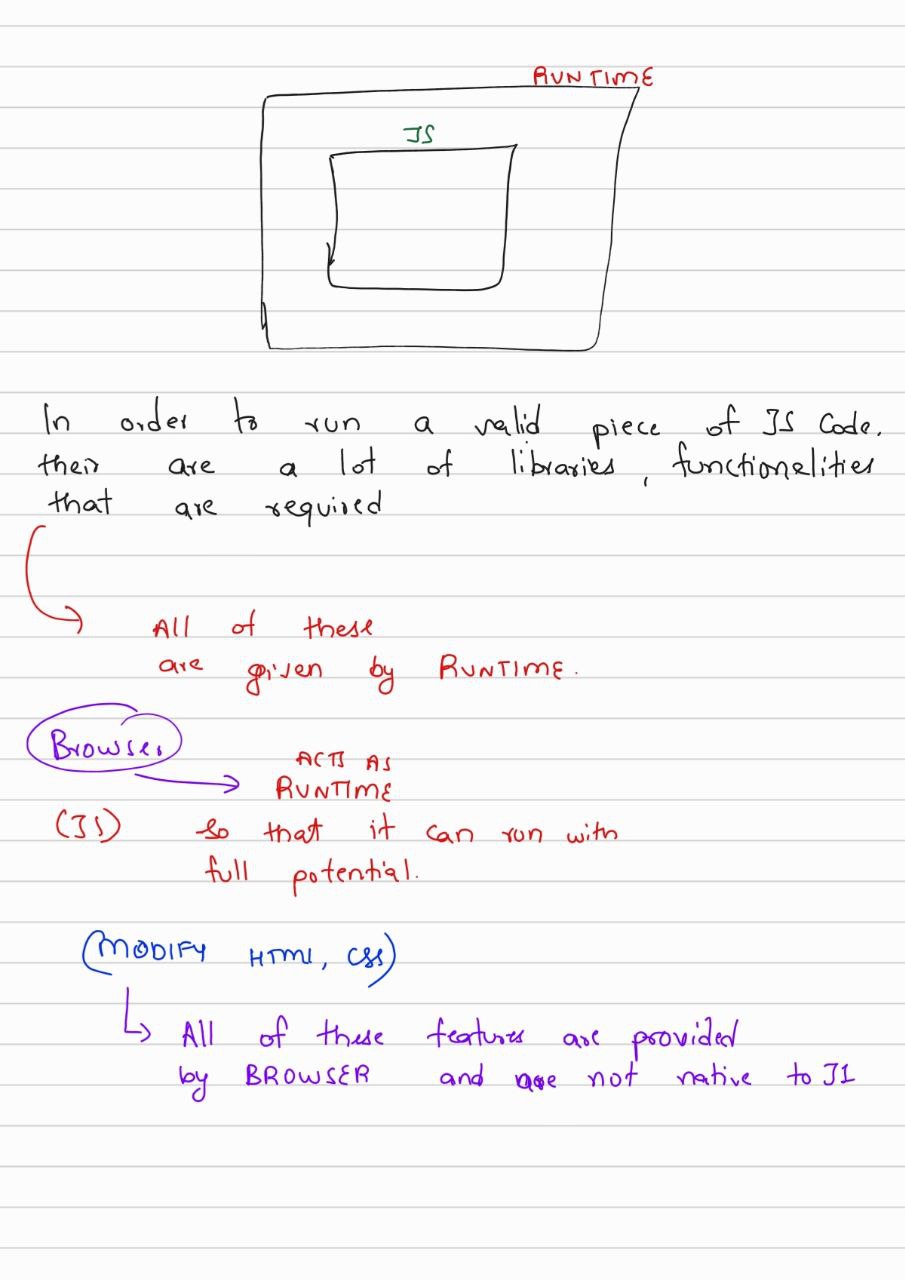 RUNTIME
JS
In order to run a valid piece of JS Code.
their are a lot of libraries, functionelities
that are required
All of these
are given by RUNTIME.
Browser
ACTS AS
RUNTIME
(JS) so that it can run with
full potential.
(MODIFY HTML, CSS)
All of these features are provided
by BROWSER and are not native to JS